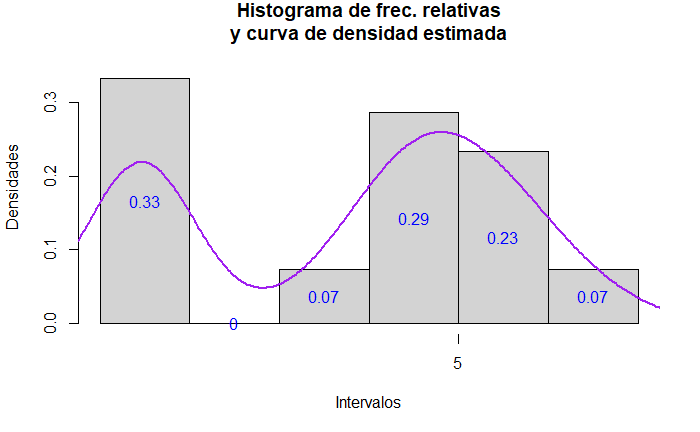 Histograma de frec. relativas
y curva de densidad estimada
Densidades
0.0
0.1
0.2
0.3
0.33
0
0.07
0.29
0.23
0.07
5
Intervalos